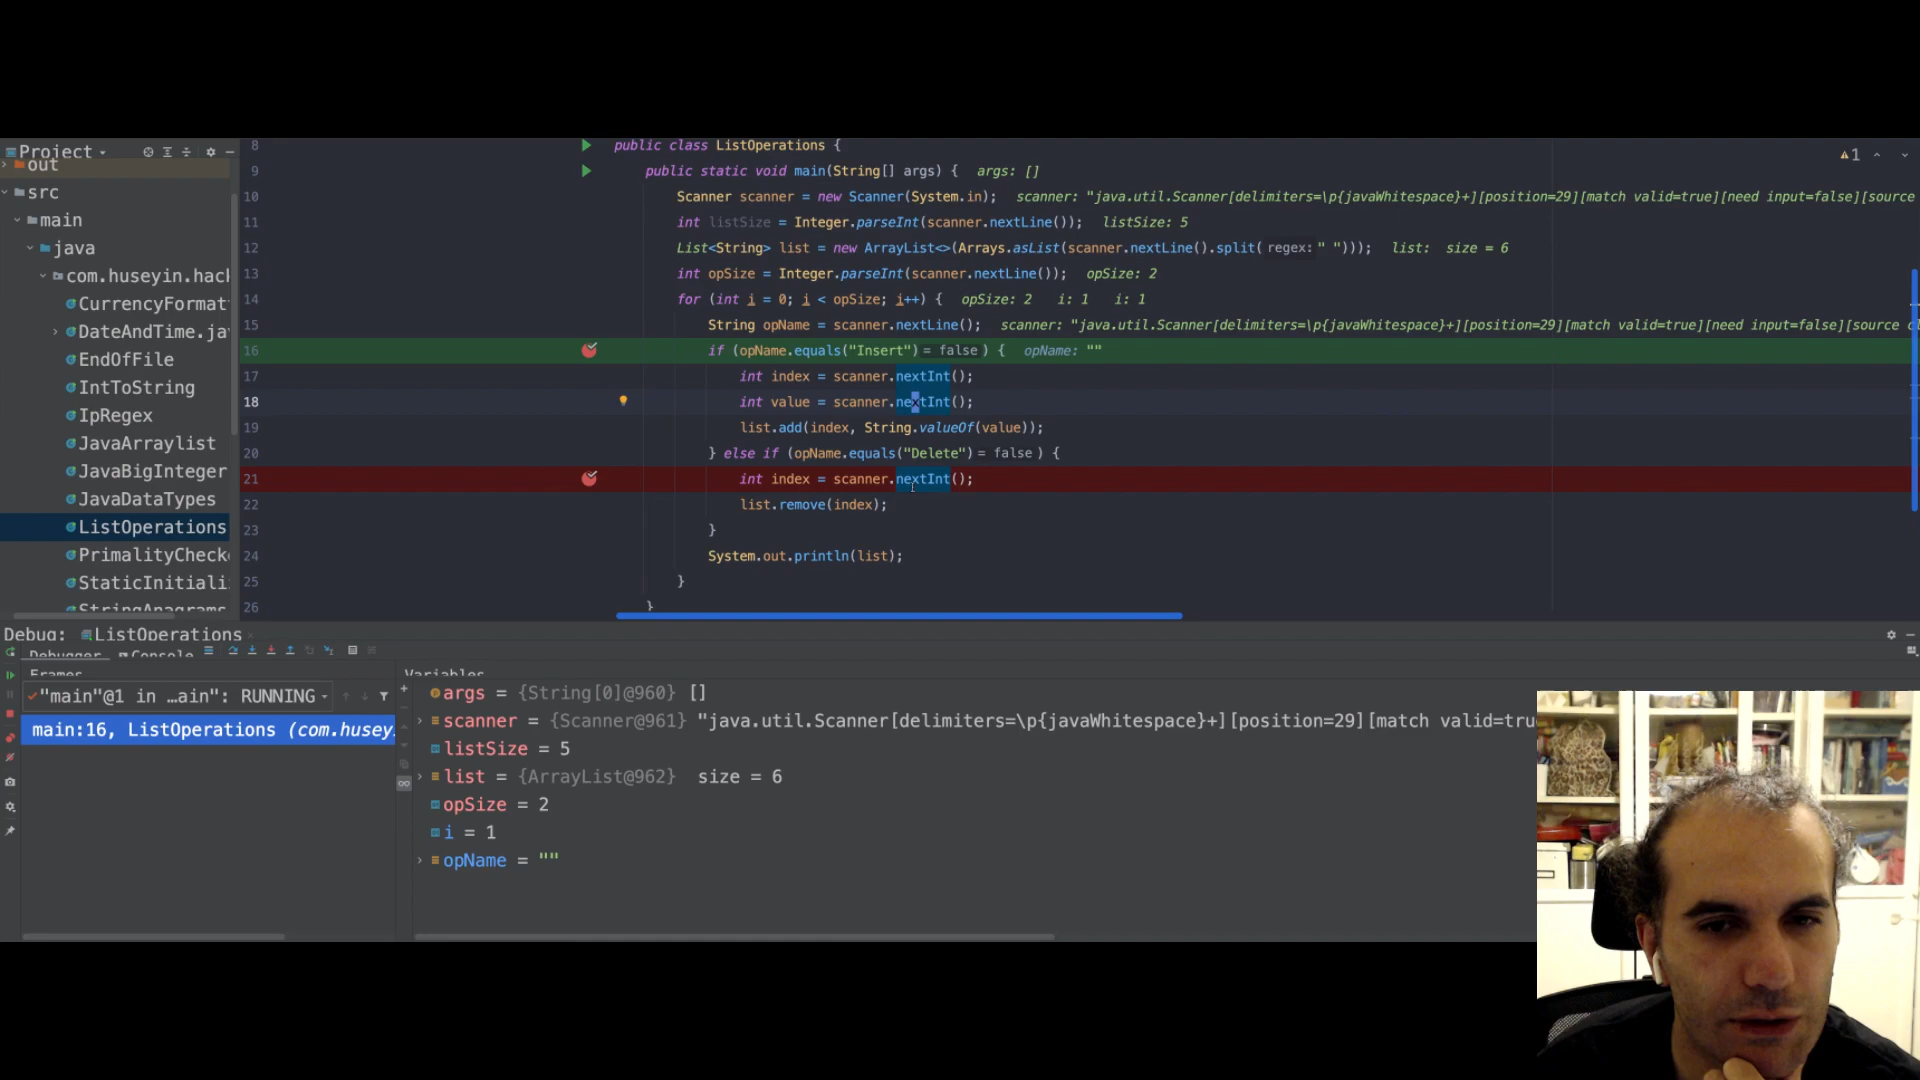 Project
out
src
main
java
com.huseyin.hack
CurrencyFormat
DateAndTime.ja
EndOfFile
IntToString
IpRegex
JavaArraylist
JavaBigInteger
JavaDataTypes
ListOperations
PrimalityCheck
StaticInitiali
StringAnagrams
1
8 public class ListOperations {
9 public static void main(String[] args) { args: []
10 Scanner scanner = new Scanner(System.in); scanner: "java.util.Scanner[delimiters=\p{javaWhitespace}+][position=29][match valid=true][need input=false][source
11 int listSize = Integer.parseInt(scanner.nextLine()); listSize: 5
12 List<String> list = new ArrayList<>(Arrays.asList(scanner.nextLine().split( regex: " "))); list: size = 6
13 int opSize = Integer.parseInt(scanner.nextLine()); opSize: 2
14 for (int i = 0; i < opSize; i++) { opSize: 2 i: 1 i: 1
15 String opName = scanner.nextLine(); scanner: "java.util.Scanner[delimiters=\p{javaWhitespace}+][position=29][match valid=true][need input=false][source
16 if (opName.equals("Insert") = false ) { opName: ""
17 int index = scanner.nextInt();
18 int value = scanner.nextInt();
19 list.add(index, String.valueOf(value));
20 } else if (opName.equals("Delete") = false ) {
21 int index = scanner.nextInt();
22 list.remove(index);
23 }
24 System.out.println(list);
25 }
26 }
Debug: ListOperations
Debugger Console
Frames Variables
"main"@1 in ...ain": RUNNING
main:16, ListOperations (com.husey
args = {String[0]@960} []
scanner = {Scanner@961} "java.util.Scanner[delimiters=\p{javaWhitespace}+][position=29][match valid=tru
listSize = 5
list = {ArrayList@962} size = 6
opSize = 2
i = 1
opName = ""